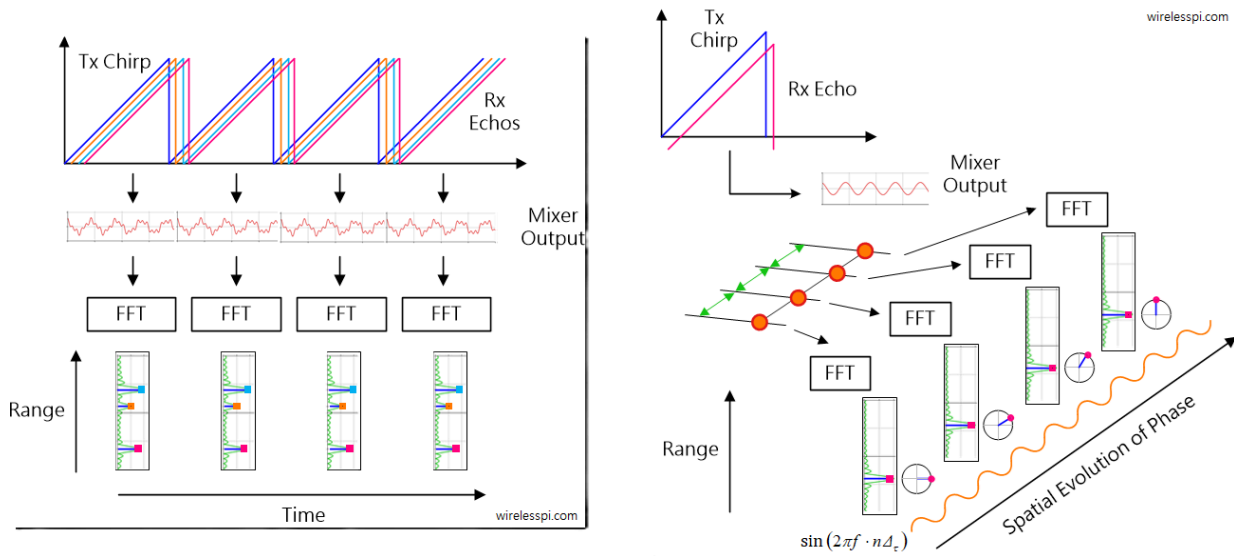 Tx Chirp
Rx
Echos
Mixer
Output
FFT
FFT
FFT
FFT
Range
Time
wirelesspi.com
wirelesspi.com
Tx
Chirp
Rx Echo
Mixer
Output
FFT
FFT
FFT
FFT
Range
Spatial Evolution of Phase
sin (2πf · nΔτ)